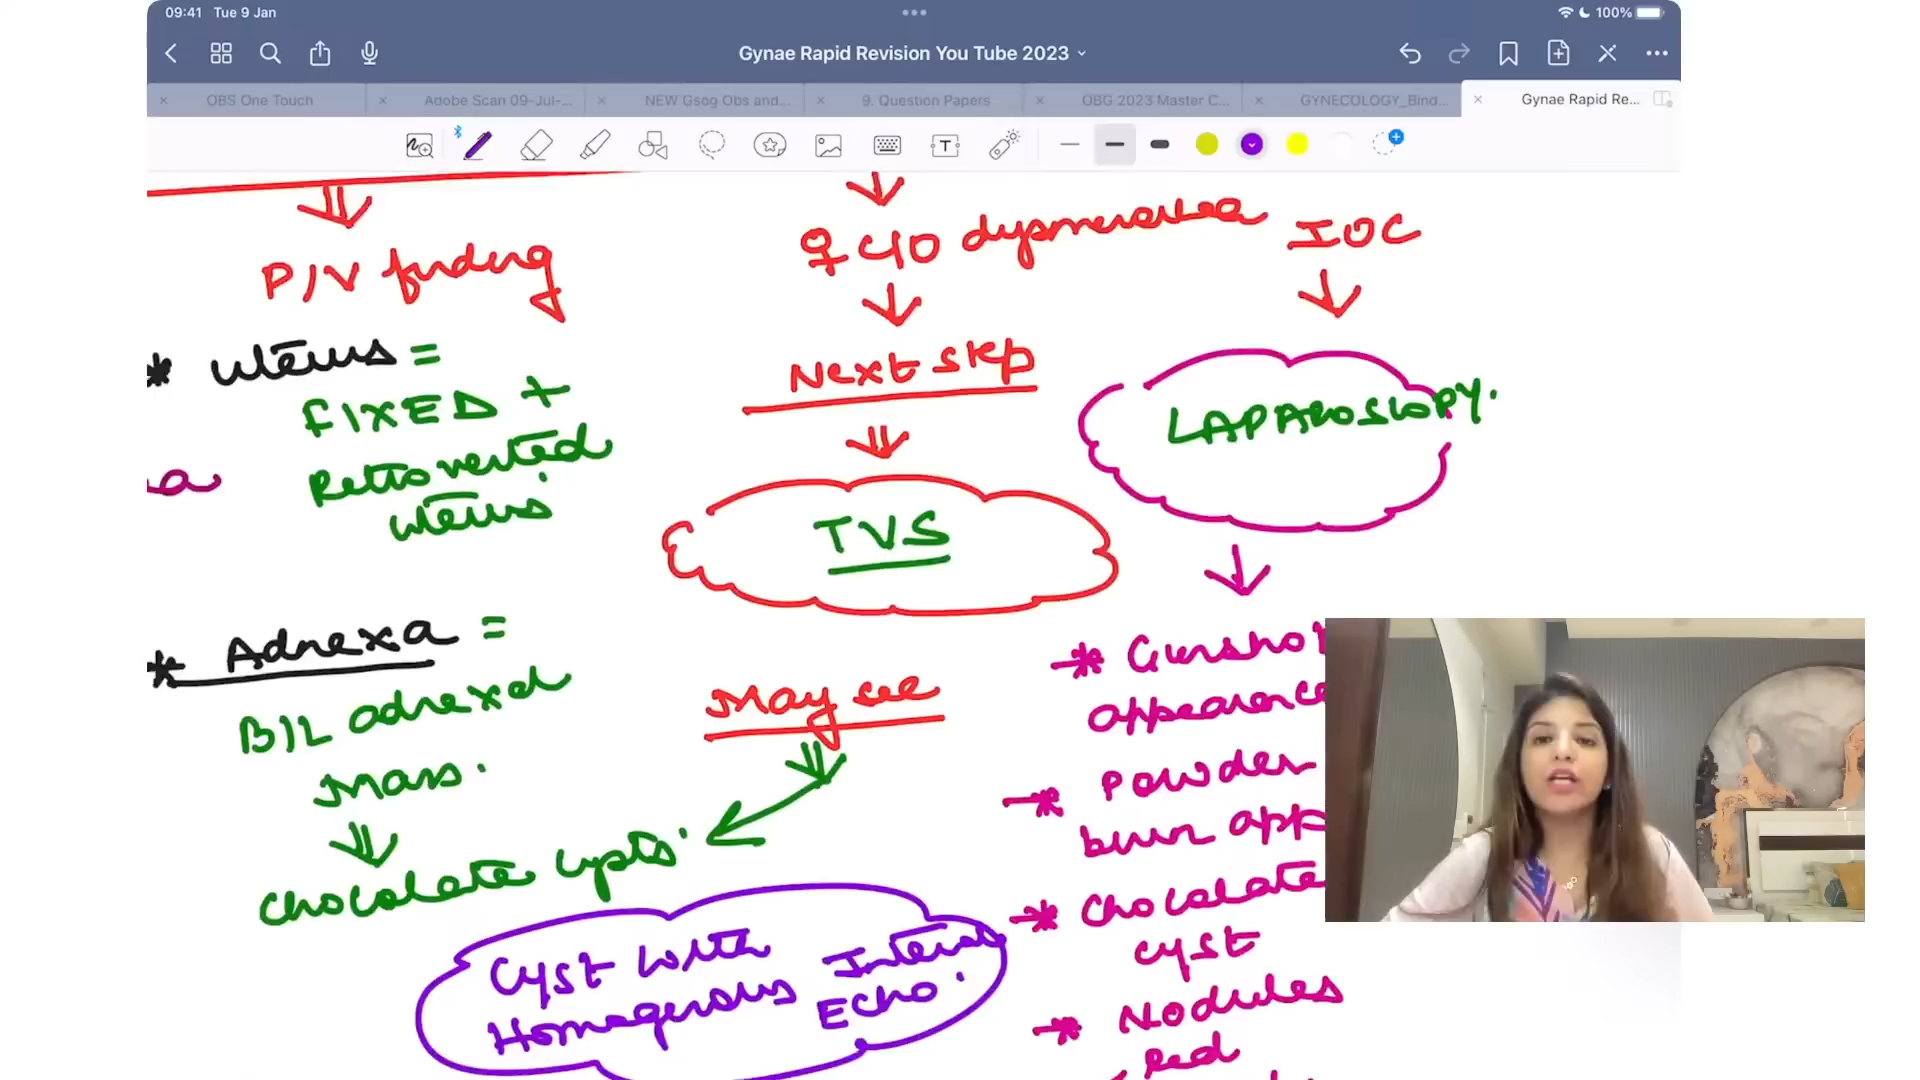 09:41 Tue 9 Jan
100%
Gynae Rapid Revision You Tube 2023
OBS One Touch
Adobe Scan 09-Jul-...
NEW Gsog Obs and...
9. Question Papers
OBG 2023 Master C...
GYNECOLOGY_Bind...
Gynae Rapid Re...
P/V finding
* uterus =
FIXED +
Retroverted
uterus
a
* Adnexa =
B/L adnexal
Mass.
chocolate cysts.
♀ c/o dysmenorrhea
Next step
TVS
May see
Cyst with
Homogenous Internal
Echo.
IOC
LAPAROSCOPY.
* Gunshot
appearance
* Powder
burn app
* Chocolate
cyst
* Nodules
Red